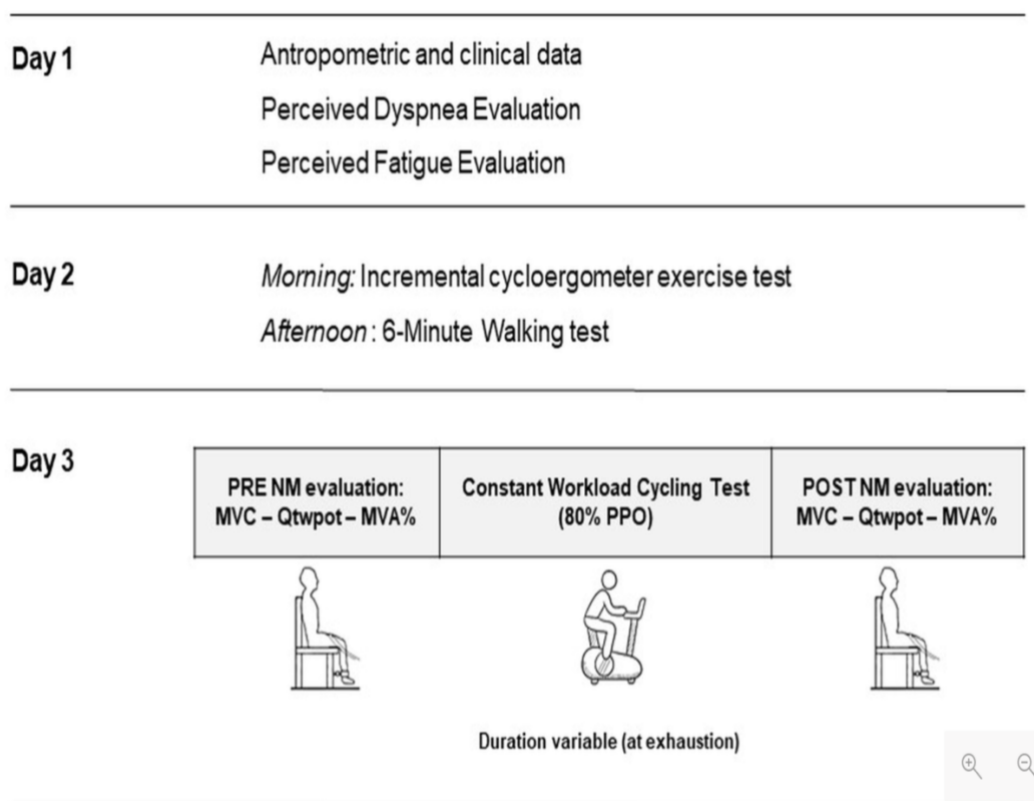 Day 1
Antropometric and clinical data
Perceived Dyspnea Evaluation
Perceived Fatigue Evaluation
Day 2
Morning: Incremental cycloergometer exercise test
Afternoon : 6-Minute Walking test
Day 3
PRE NM evaluation:
MVC – Qtwpot – MVA%
Constant Workload Cycling Test
(80% PPO)
POST NM evaluation:
MVC – Qtwpot – MVA%
Duration variable (at exhaustion)